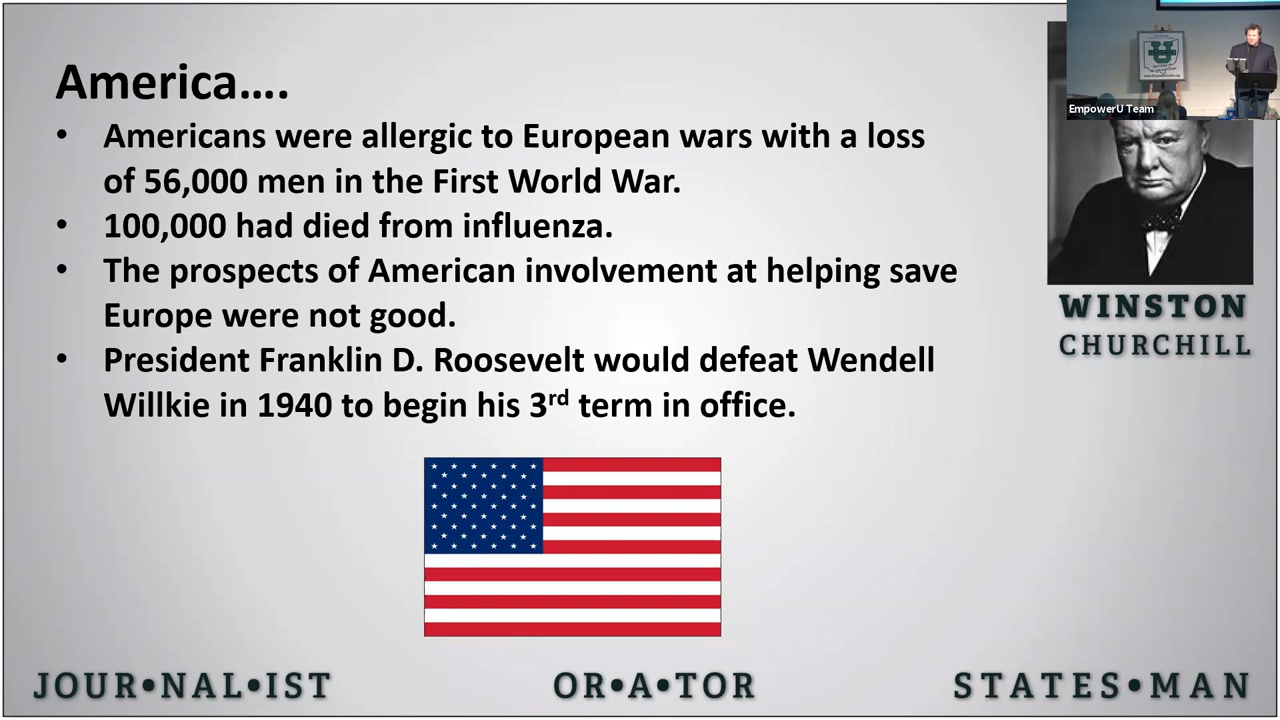 America....
• Americans were allergic to European wars with a loss
of 56,000 men in the First World War.
• 100,000 had died from influenza.
• The prospects of American involvement at helping save
Europe were not good.
• President Franklin D. Roosevelt would defeat Wendell
Willkie in 1940 to begin his 3rd term in office.
EmpowerU Team
WINSTON
CHURCHILL
JOUR•NAL•IST
OR•A•TOR
STATES•MAN